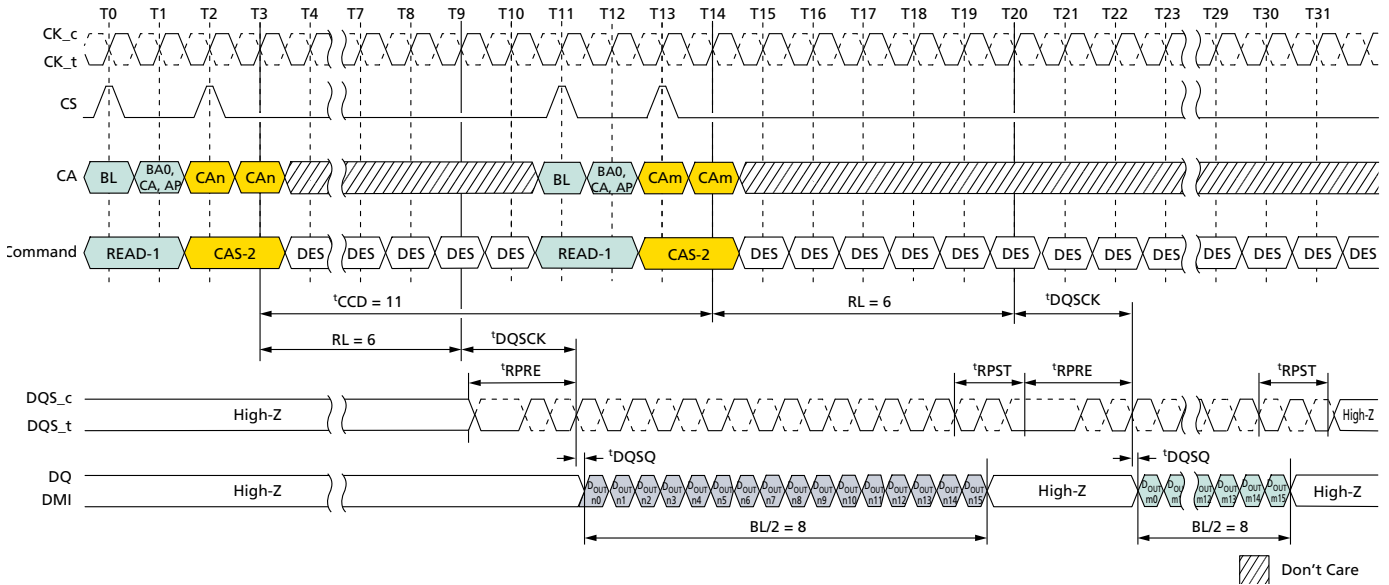 T0 T1 T2 T3 T4 T7 T8 T9 T10 T11 T12 T13 T14 T15 T16 T17 T18 T19 T20 T21 T22 T23 T29 T30 T31
CK_c
CK_t
CS
CA BL BA0, CA, AP CAn CAn BL BA0, CA, AP CAm CAm
Command READ-1 CAS-2 DES DES DES DES DES READ-1 CAS-2 DES DES DES DES DES DES DES DES DES DES DES DES
tCCD = 11 RL = 6 tDQSCK
RL = 6 tDQSCK
tRPRE tRPST tRPRE tRPST
DQS_c
DQS_t
High-Z High-Z
tDQSQ tDQSQ
DQ
DMI
High-Z DOUT n0 DOUT n1 DOUT n2 DOUT n3 DOUT n4 DOUT n5 DOUT n6 DOUT n7 DOUT n8 DOUT n9 DOUT n10 DOUT n11 DOUT n12 DOUT n13 DOUT n14 DOUT n15 High-Z DOUT m0 DOUT m12 DOUT m13 DOUT m14 DOUT m15 High-Z
BL/2 = 8 BL/2 = 8
Don't Care